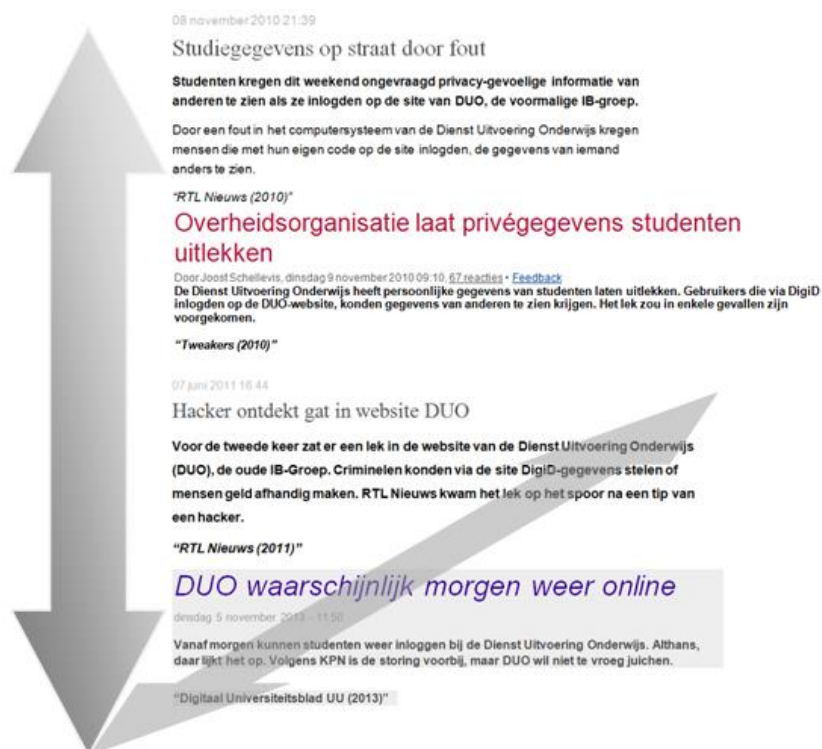 08 november 2010 21:39
Studiegegevens op straat door fout
Studenten kregen dit weekend ongevraagd privacy-gevoelige informatie van
anderen te zien als ze inlogden op de site van DUO, de voormalige IB-groep.
Door een fout in het computersysteem van de Dienst Uitvoering Onderwijs kregen
mensen die met hun eigen code op de site inlogden, de gegevens van iemand
anders te zien.
“RTL Nieuws (2010)”
Overheidsorganisatie laat privégegevens studenten
uitlekken
Door Joost Schellevis, dinsdag 9 november 2010 09:10, 67 reacties • Feedback
De Dienst Uitvoering Onderwijs heeft persoonlijke gegevens van studenten laten uitlekken. Gebruikers die via DigiD
inlogden op de DUO-website, konden gegevens van anderen te zien krijgen. Het lek zou in enkele gevallen zijn
voorgekomen.
“Tweakers (2010)”
07 juni 2011 16:44
Hacker ontdekt gat in website DUO
Voor de tweede keer zat er een lek in de website van de Dienst Uitvoering Onderwijs
(DUO), de oude IB-Groep. Criminelen konden via de site DigiD-gegevens stelen of
mensen geld afhandig maken. RTL Nieuws kwam het lek op het spoor na een tip van
een hacker.
“RTL Nieuws (2011)”
DUO waarschijnlijk morgen weer online
dinsdag 5 november 2013 - 11:50
Vanaf morgen kunnen studenten weer inloggen bij de Dienst Uitvoering Onderwijs. Althans,
daar lijkt het op. Volgens KPN is de storing voorbij, maar DUO wil niet te vroeg juichen.
“Digitaal Universiteitsblad UU (2013)”